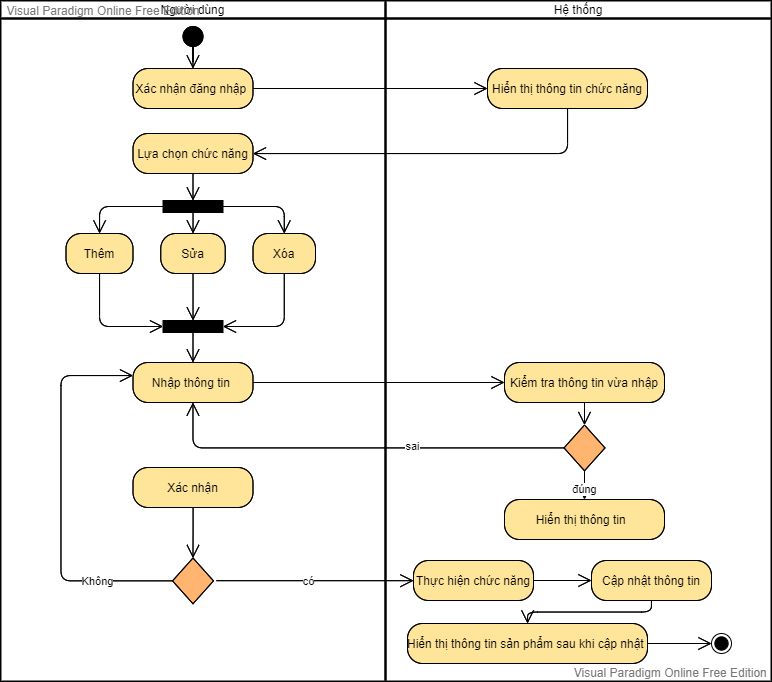 Visual Paradigm Online Free Edition
Người dùng
Hệ thống
Xác nhận đăng nhập
Hiển thị thông tin chức năng
Lựa chọn chức năng
Thêm
Sửa
Xóa
Nhập thông tin
Kiểm tra thông tin vừa nhập
sai
đúng
Xác nhận
Hiển thị thông tin
Không
có
Thực hiện chức năng
Cập nhật thông tin
Hiển thị thông tin sản phẩm sau khi cập nhật
Visual Paradigm Online Free Edition